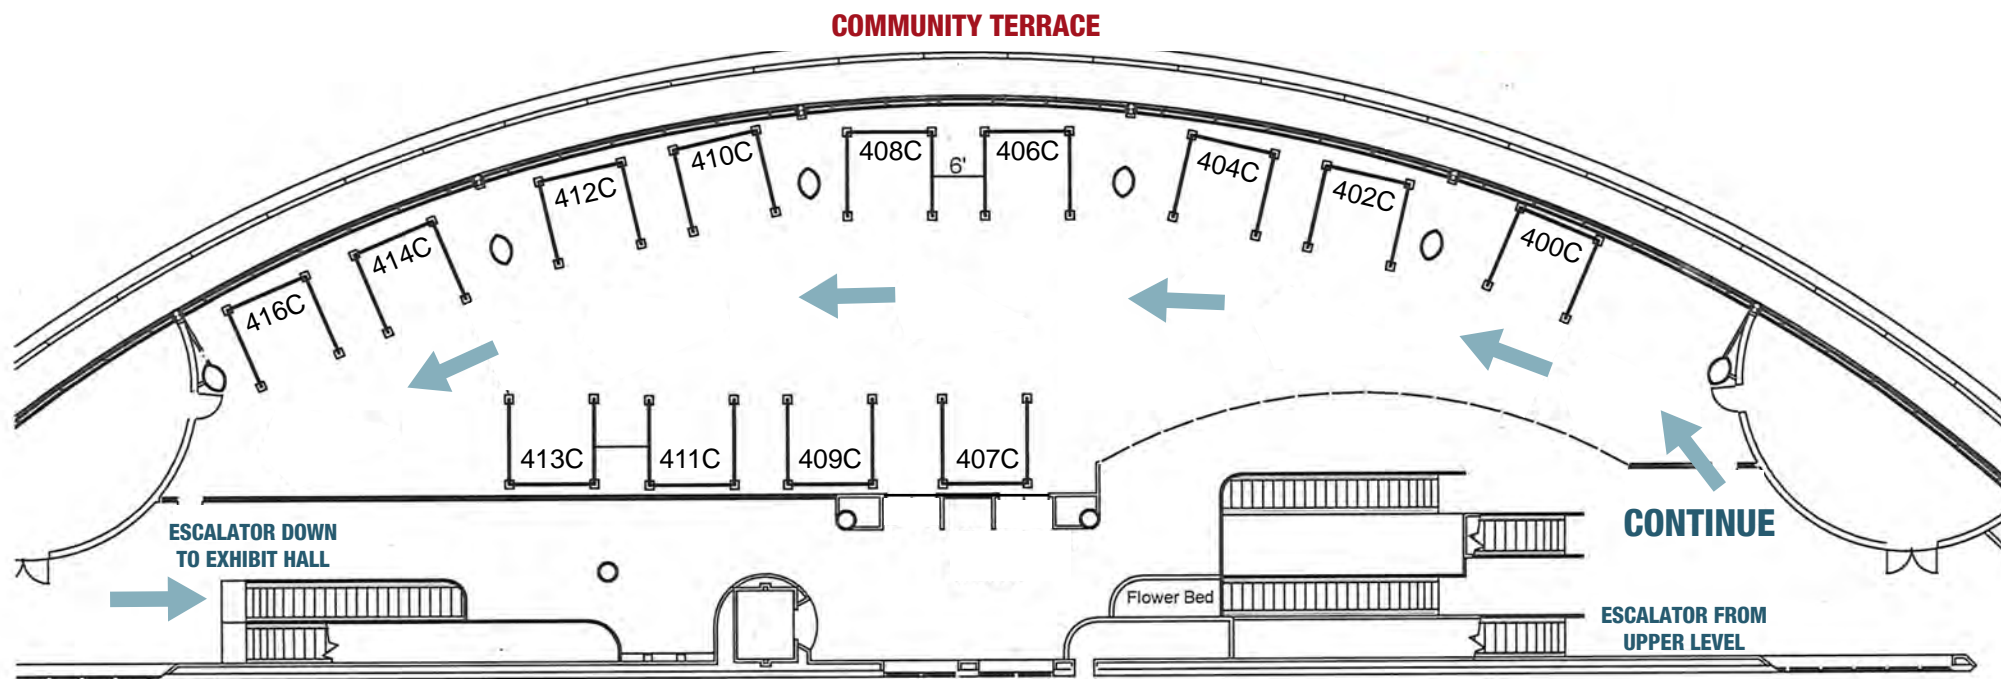 COMMUNITY TERRACE
410C
408C
406C
404C
6'
412C
402C
414C
400C
416C
413C
411C
409C
407C
ESCALATOR DOWN
TO EXHIBIT HALL
CONTINUE
Flower Bed
ESCALATOR FROM
UPPER LEVEL